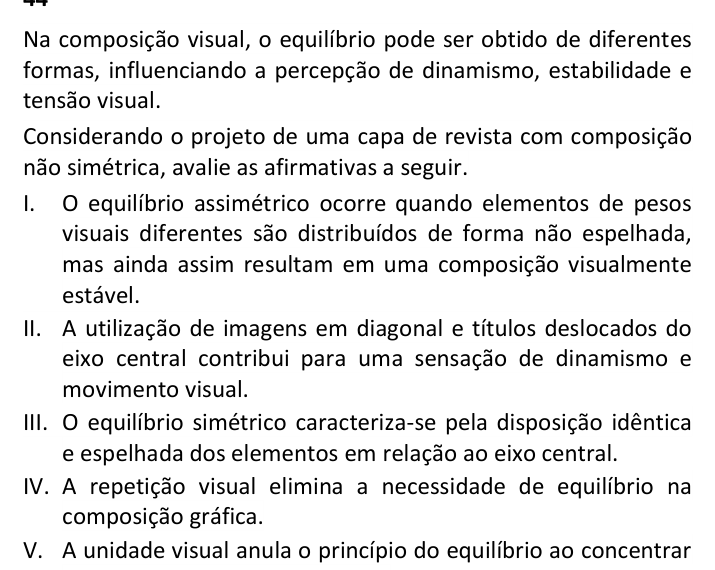 44
Na composição visual, o equilíbrio pode ser obtido de diferentes
formas, influenciando a percepção de dinamismo, estabilidade e
tensão visual.
Considerando o projeto de uma capa de revista com composição
não simétrica, avalie as afirmativas a seguir.
I. O equilíbrio assimétrico ocorre quando elementos de pesos
visuais diferentes são distribuídos de forma não espelhada,
mas ainda assim resultam em uma composição visualmente
estável.
II. A utilização de imagens em diagonal e títulos deslocados do
eixo central contribui para uma sensação de dinamismo e
movimento visual.
III. O equilíbrio simétrico caracteriza-se pela disposição idêntica
e espelhada dos elementos em relação ao eixo central.
IV. A repetição visual elimina a necessidade de equilíbrio na
composição gráfica.
V. A unidade visual anula o princípio do equilíbrio ao concentrar